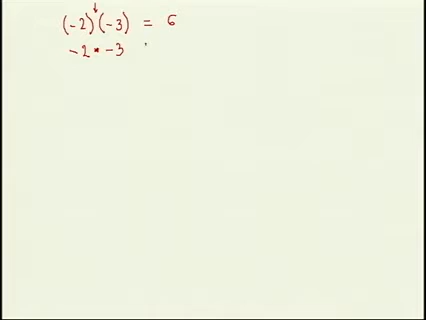 (-2)(-3) = 6
-2 • -3